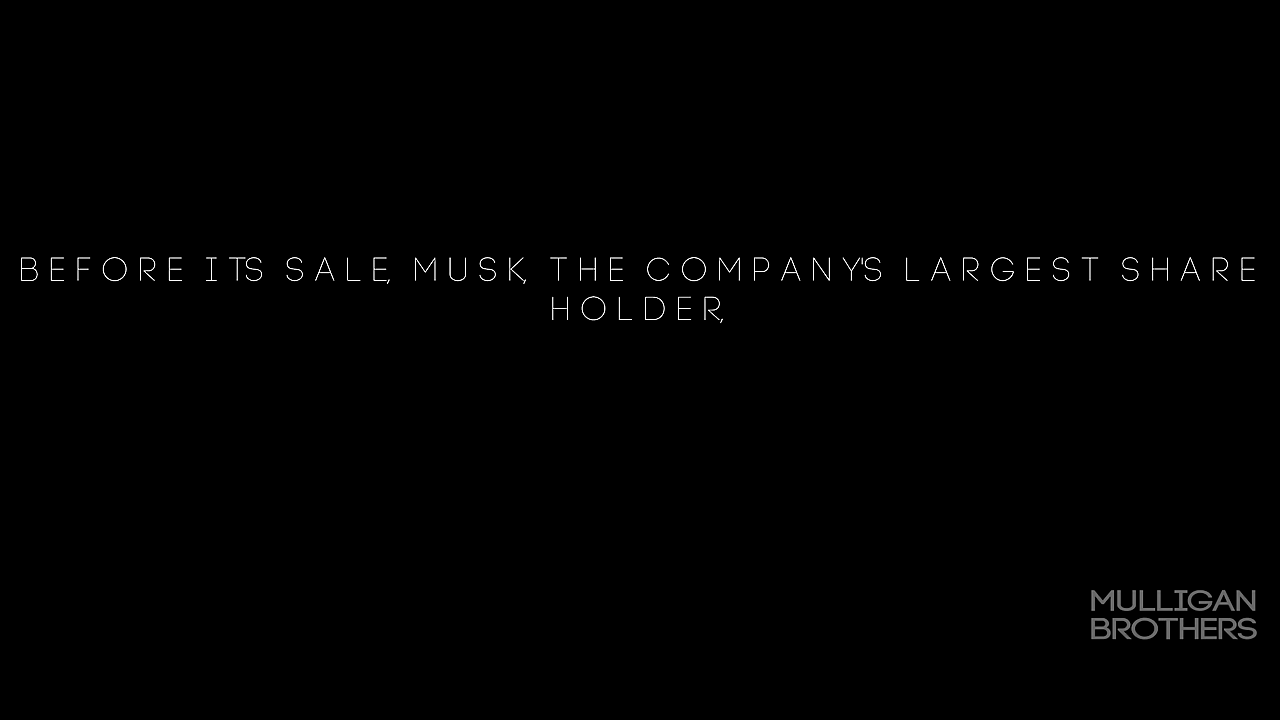 BEFORE ITS SALE, MUSK, THE COMPANY'S LARGEST SHARE
HOLDER,
MULLIGAN
BROTHERS